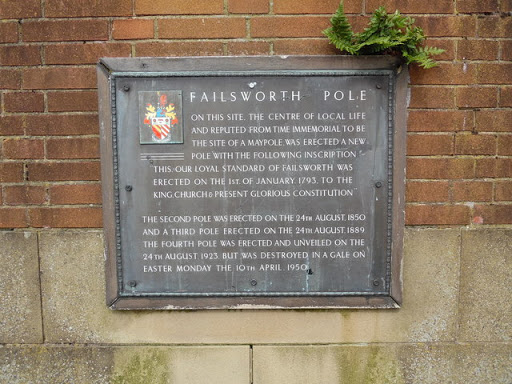 FAILSWORTH POLE
ON THIS SITE, THE CENTRE OF LOCAL LIFE
AND REPUTED FROM TIME IMMEMORIAL TO BE
THE SITE OF A MAYPOLE, WAS ERECTED A NEW
POLE WITH THE FOLLOWING INSCRIPTION
"THIS OUR LOYAL STANDARD OF FAILSWORTH WAS
ERECTED ON THE 1ST. OF JANUARY. 1793. TO THE
KING CHURCH & PRESENT GLORIOUS CONSTITUTION"
THE SECOND POLE WAS ERECTED ON THE 24TH AUGUST, 1850
AND A THIRD POLE ERECTED ON THE 24TH AUGUST, 1889
THE FOURTH POLE WAS ERECTED AND UNVEILED ON THE
24TH AUGUST 1923 BUT WAS DESTROYED IN A GALE ON
EASTER MONDAY THE 10TH APRIL 1950